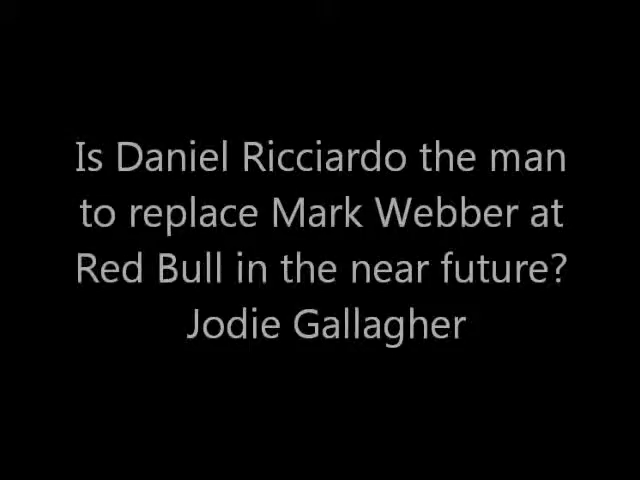 Is Daniel Ricciardo the man
to replace Mark Webber at
Red Bull in the near future?
Jodie Gallagher